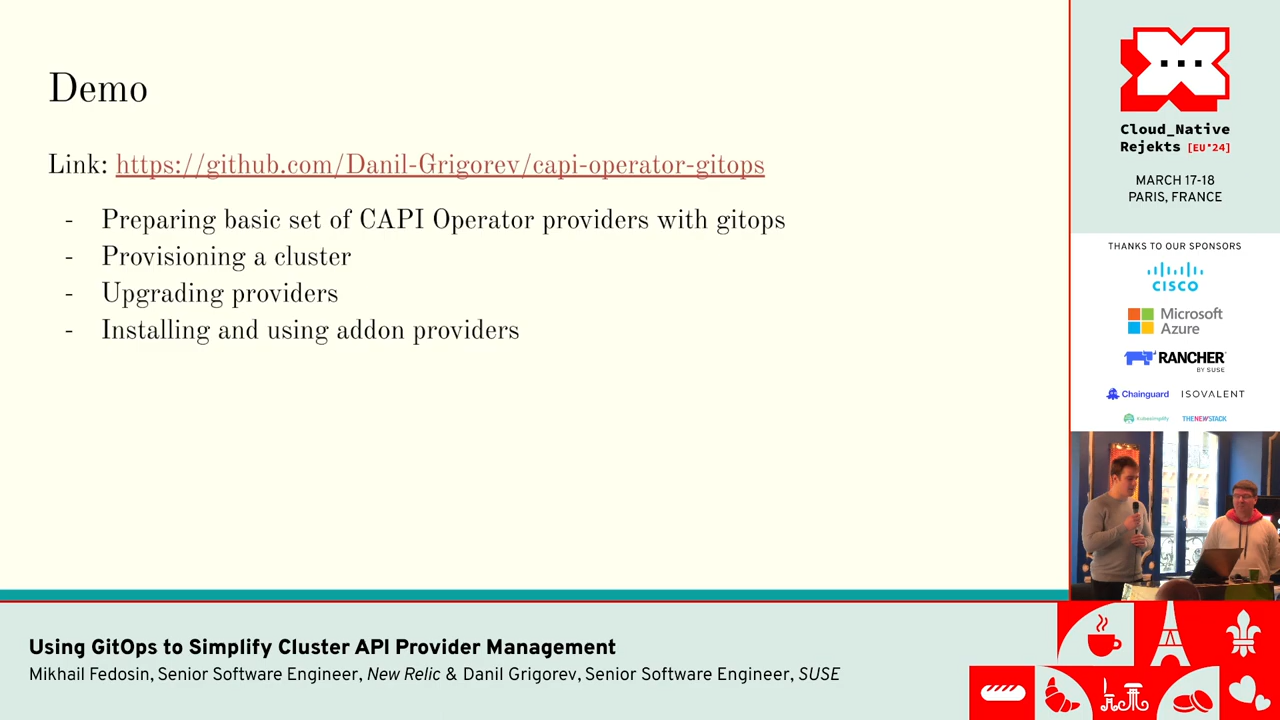 Demo
Link: https://github.com/Danil-Grigorev/capi-operator-gitops
- Preparing basic set of CAPI Operator providers with gitops
- Provisioning a cluster
- Upgrading providers
- Installing and using addon providers
Cloud_Native
Rejekts [EU'24]
MARCH 17-18
PARIS, FRANCE
THANKS TO OUR SPONSORS
CISCO
Microsoft
Azure
RANCHER
BY SUSE
Chainguard ISOVALENT
Kubesimplify THENEWSTACK
Using GitOps to Simplify Cluster API Provider Management
Mikhail Fedosin, Senior Software Engineer, New Relic & Danil Grigorev, Senior Software Engineer, SUSE